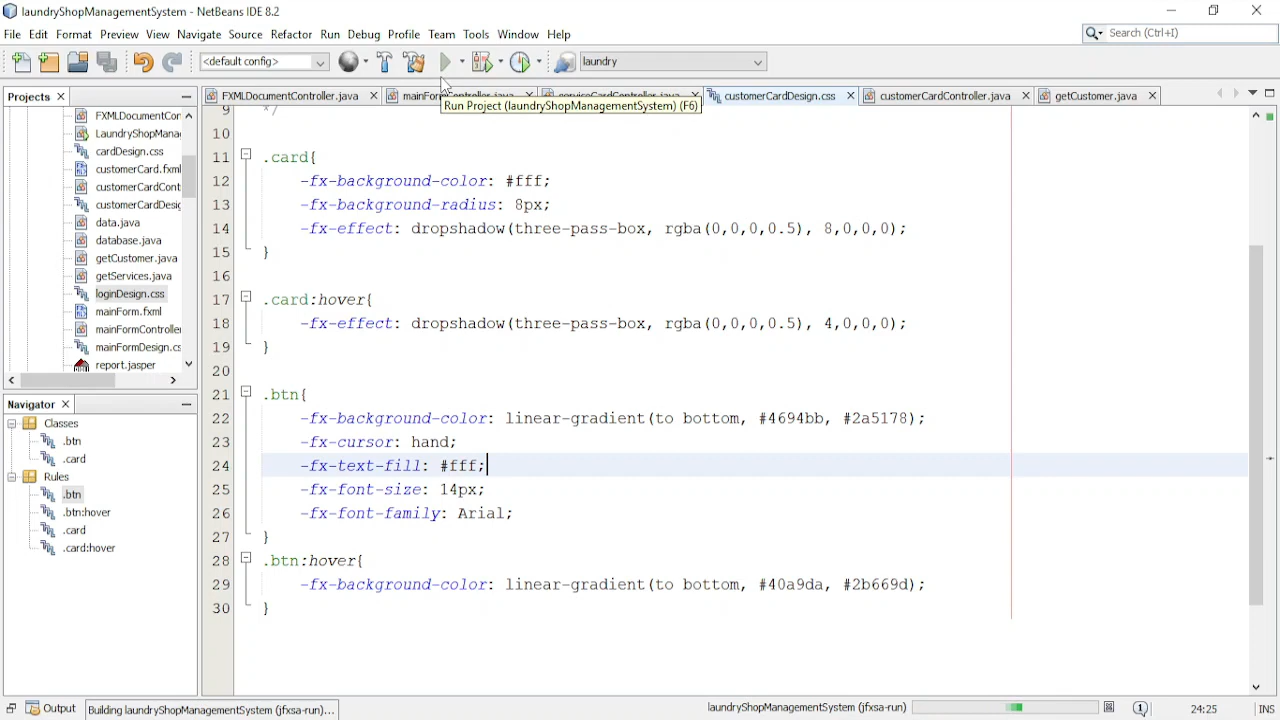 laundryShopManagementSystem - NetBeans IDE 8.2
File Edit Format Preview View Navigate Source Refactor Run Debug Profile Team Tools Window Help
Search (Ctrl+I)
<default config>
laundry
Projects
FXMLDocumentController.java
customerCardDesign.css
customerCardController.java
getCustomer.java
Run Project (laundryShopManagementSystem) (F6)
FXMLDocumentCor
LaundryShopMana
cardDesign.css
customerCard.fxml
customerCardCont
customerCardDesig
data.java
database.java
getCustomer.java
getServices.java
loginDesign.css
mainForm.fxml
mainFormController
mainFormDesign.cs
report.jasper
Navigator
Classes
.btn
.card
Rules
.btn
.btn:hover
.card
.card:hover
9 */
10
11 .card{
12 -fx-background-color: #fff;
13 -fx-background-radius: 8px;
14 -fx-effect: dropshadow(three-pass-box, rgba(0,0,0,0.5), 8,0,0,0);
15 }
16
17 .card:hover{
18 -fx-effect: dropshadow(three-pass-box, rgba(0,0,0,0.5), 4,0,0,0);
19 }
20
21 .btn{
22 -fx-background-color: linear-gradient(to bottom, #4694bb, #2a5178);
23 -fx-cursor: hand;
24 -fx-text-fill: #fff;
25 -fx-font-size: 14px;
26 -fx-font-family: Arial;
27 }
28 .btn:hover{
29 -fx-background-color: linear-gradient(to bottom, #40a9da, #2b669d);
30 }
Output
Building laundryShopManagementSystem (jfxsa-run)...
laundryShopManagementSystem (jfxsa-run)
24:25
INS